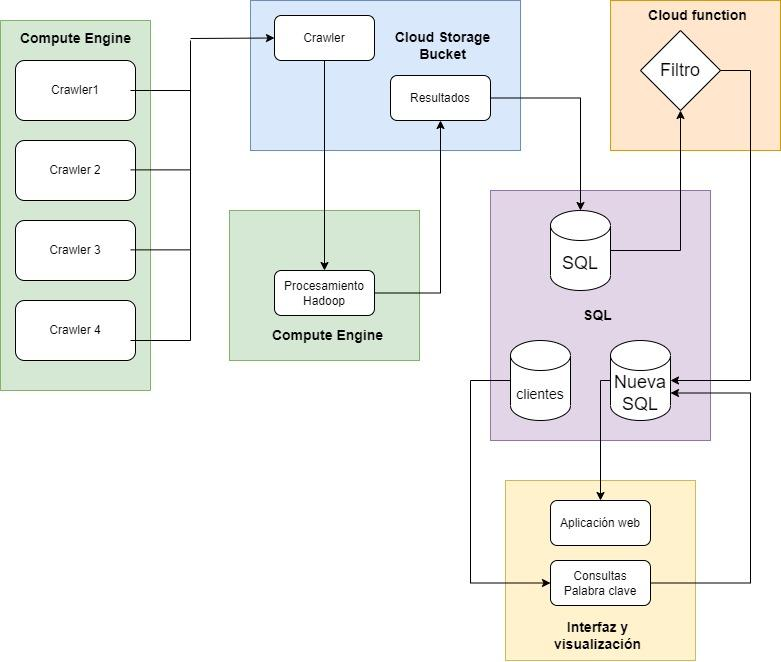 Compute Engine
Crawler1
Crawler 2
Crawler 3
Crawler 4
Crawler
Cloud Storage
Bucket
Resultados
Procesamiento
Hadoop
Compute Engine
Cloud function
Filtro
SQL
SQL
clientes
Nueva
SQL
Aplicación web
Consultas
Palabra clave
Interfaz y
visualización